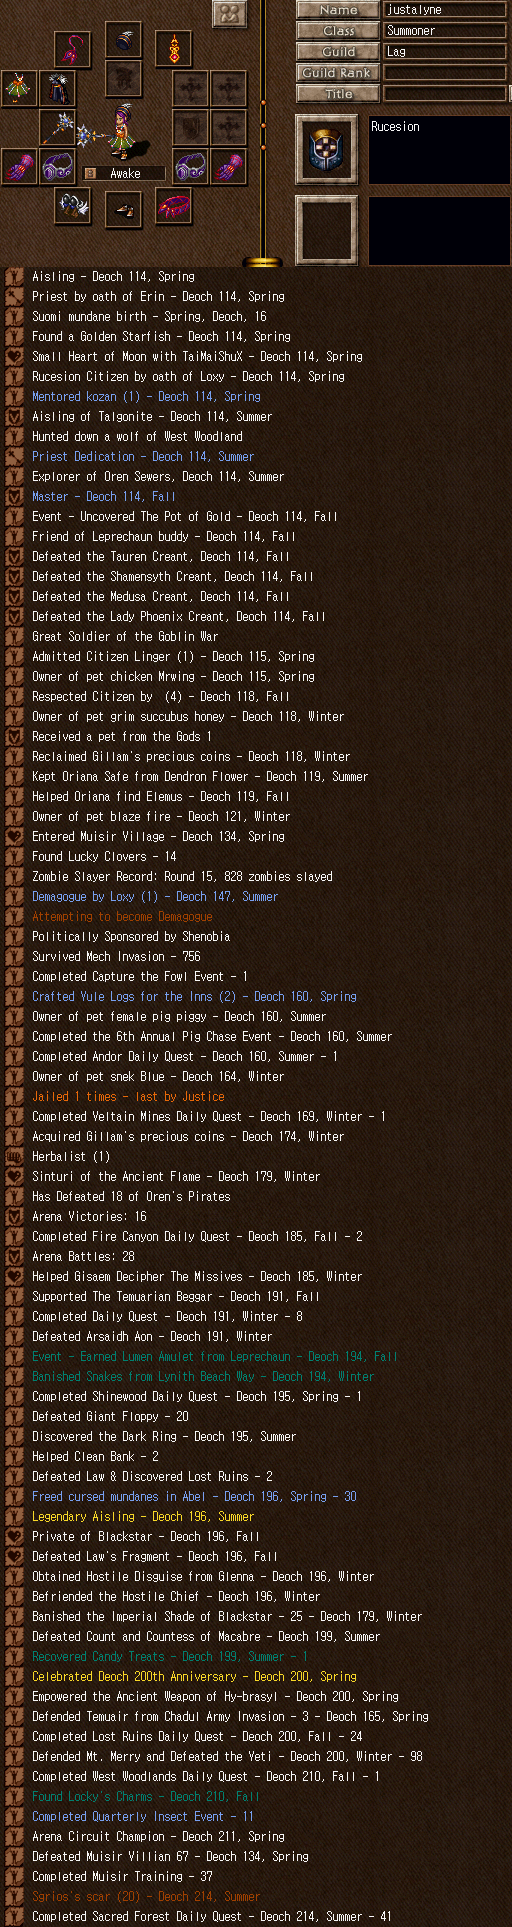 Name justalyne
Class Summoner
Guild Lag
Guild Rank
Title
Rucesion
Awake
Aisling - Deoch 114, Spring
Priest by oath of Erin - Deoch 114, Spring
Suomi mundane birth - Spring, Deoch, 16
Found a Golden Starfish - Deoch 114, Spring
Small Heart of Moon with TaiMaiShuX - Deoch 114, Spring
Rucesion Citizen by oath of Loxy - Deoch 114, Spring
Mentored kozan (1) - Deoch 114, Spring
Aisling of Talgonite - Deoch 114, Summer
Hunted down a wolf of West Woodland
Priest Dedication - Deoch 114, Summer
Explorer of Oren Sewers, Deoch 114, Summer
Master - Deoch 114, Fall
Event - Uncovered The Pot of Gold - Deoch 114, Fall
Friend of Leprechaun buddy - Deoch 114, Fall
Defeated the Tauren Creant, Deoch 114, Fall
Defeated the Shamensyth Creant, Deoch 114, Fall
Defeated the Medusa Creant, Deoch 114, Fall
Defeated the Lady Phoenix Creant, Deoch 114, Fall
Great Soldier of the Goblin War
Admitted Citizen Linger (1) - Deoch 115, Spring
Owner of pet chicken Mrwing - Deoch 115, Spring
Respected Citizen by  (4) - Deoch 118, Fall
Owner of pet grim succubus honey - Deoch 118, Winter
Received a pet from the Gods 1
Reclaimed Gillam's precious coins - Deoch 118, Winter
Kept Oriana Safe from Dendron Flower - Deoch 119, Summer
Helped Oriana find Elemus - Deoch 119, Fall
Owner of pet blaze fire - Deoch 121, Winter
Entered Muisir Village - Deoch 134, Spring
Found Lucky Clovers - 14
Zombie Slayer Record: Round 15, 828 zombies slayed
Demagogue by Loxy (1) - Deoch 147, Summer
Attempting to become Demagogue
Politically Sponsored by Shenobia
Survived Mech Invasion - 756
Completed Capture the Fowl Event - 1
Crafted Yule Logs for the Inns (2) - Deoch 160, Spring
Owner of pet female pig piggy - Deoch 160, Summer
Completed the 6th Annual Pig Chase Event - Deoch 160, Summer
Completed Andor Daily Quest - Deoch 160, Summer - 1
Owner of pet snek Blue - Deoch 164, Winter
Jailed 1 times - last by Justice
Completed Veltain Mines Daily Quest - Deoch 169, Winter - 1
Acquired Gillam's precious coins - Deoch 174, Winter
Herbalist (1)
Sinturi of the Ancient Flame - Deoch 179, Winter
Has Defeated 18 of Oren's Pirates
Arena Victories: 16
Completed Fire Canyon Daily Quest - Deoch 185, Fall - 2
Arena Battles: 28
Helped Gisaem Decipher The Missives - Deoch 185, Winter
Supported The Temuarian Beggar - Deoch 191, Fall
Completed Daily Quest - Deoch 191, Winter - 8
Defeated Arsaidh Aon - Deoch 191, Winter
Event - Earned Lumen Amulet from Leprechaun - Deoch 194, Fall
Banished Snakes from Lynith Beach Way - Deoch 194, Winter
Completed Shinewood Daily Quest - Deoch 195, Spring - 1
Defeated Giant Floppy - 20
Discovered the Dark Ring - Deoch 195, Summer
Helped Clean Bank - 2
Defeated Law & Discovered Lost Ruins - 2
Freed cursed mundanes in Abel - Deoch 196, Spring - 30
Legendary Aisling - Deoch 196, Summer
Private of Blackstar - Deoch 196, Fall
Defeated Law's Fragment - Deoch 196, Fall
Obtained Hostile Disguise from Glenna - Deoch 196, Winter
Befriended the Hostile Chief - Deoch 196, Winter
Banished the Imperial Shade of Blackstar - 25 - Deoch 179, Winter
Defeated Count and Countess of Macabre - Deoch 199, Summer
Recovered Candy Treats - Deoch 199, Summer - 1
Celebrated Deoch 200th Anniversary - Deoch 200, Spring
Empowered the Ancient Weapon of Hy-brasyl - Deoch 200, Spring
Defended Temuair from Chadul Army Invasion - 3 - Deoch 165, Spring
Completed Lost Ruins Daily Quest - Deoch 200, Fall - 24
Defended Mt. Merry and Defeated the Yeti - Deoch 200, Winter - 98
Completed West Woodlands Daily Quest - Deoch 210, Fall - 1
Found Locky's Charms - Deoch 210, Fall
Completed Quarterly Insect Event - 11
Arena Circuit Champion - Deoch 211, Spring
Defeated Muisir Villian 67 - Deoch 134, Spring
Completed Muisir Training - 37
Sgrios's scar (20) - Deoch 214, Summer
Completed Sacred Forest Daily Quest - Deoch 214, Summer - 41